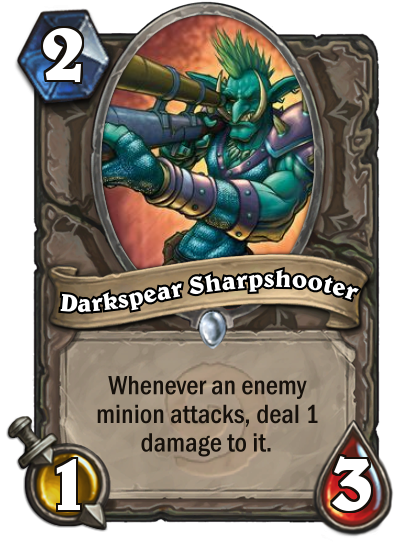 2
Darkspear Sharpshooter
Whenever an enemy
minion attacks, deal 1
damage to it.
1
3